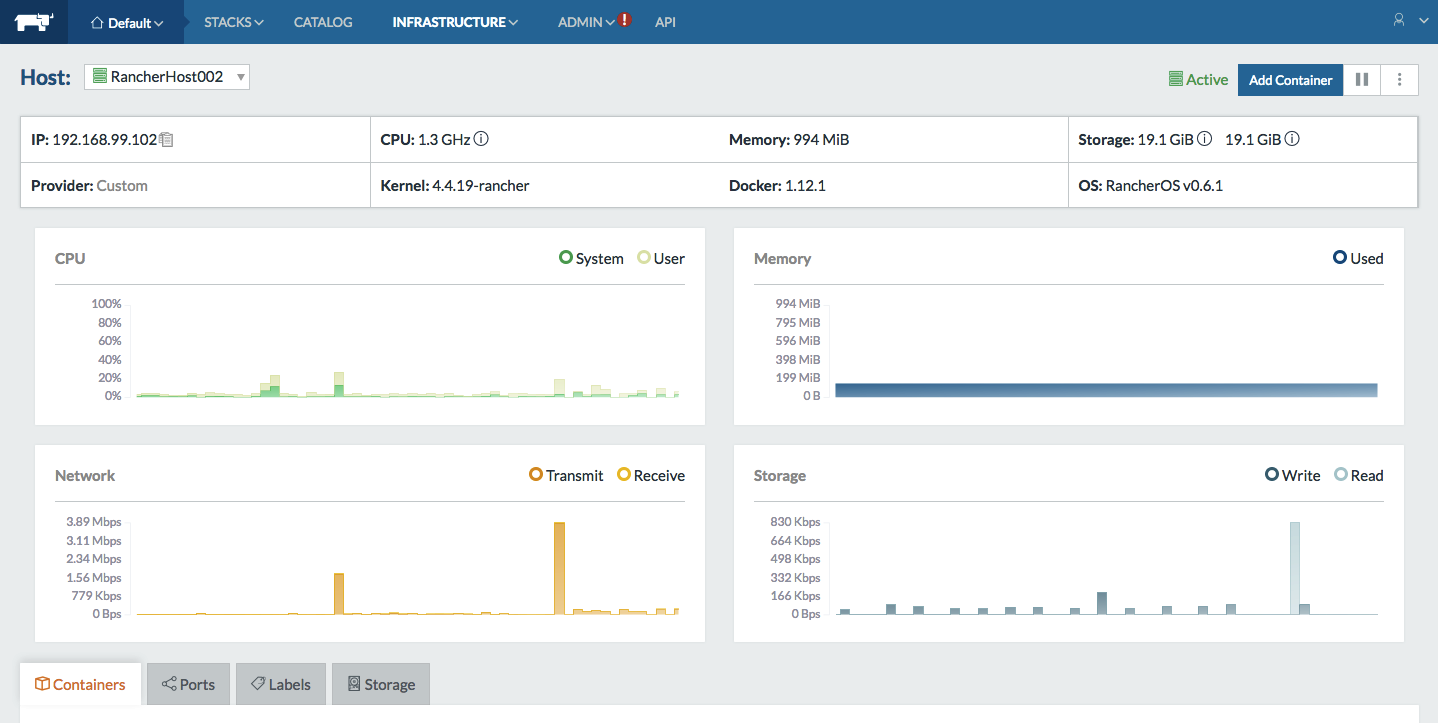 Default STACKS CATALOG INFRASTRUCTURE ADMIN ! API
Host: RancherHost002 Active Add Container
IP: 192.168.99.102 CPU: 1.3 GHz Memory: 994 MiB Storage: 19.1 GiB 19.1 GiB
Provider: Custom Kernel: 4.4.19-rancher Docker: 1.12.1 OS: RancherOS v0.6.1
CPU System User
100%
80%
60%
40%
20%
0%
Memory Used
994 MiB
795 MiB
596 MiB
398 MiB
199 MiB
0 B
Network Transmit Receive
3.89 Mbps
3.11 Mbps
2.34 Mbps
1.56 Mbps
779 Kbps
0 Bps
Storage Write Read
830 Kbps
664 Kbps
498 Kbps
332 Kbps
166 Kbps
0 Bps
Containers Ports Labels Storage